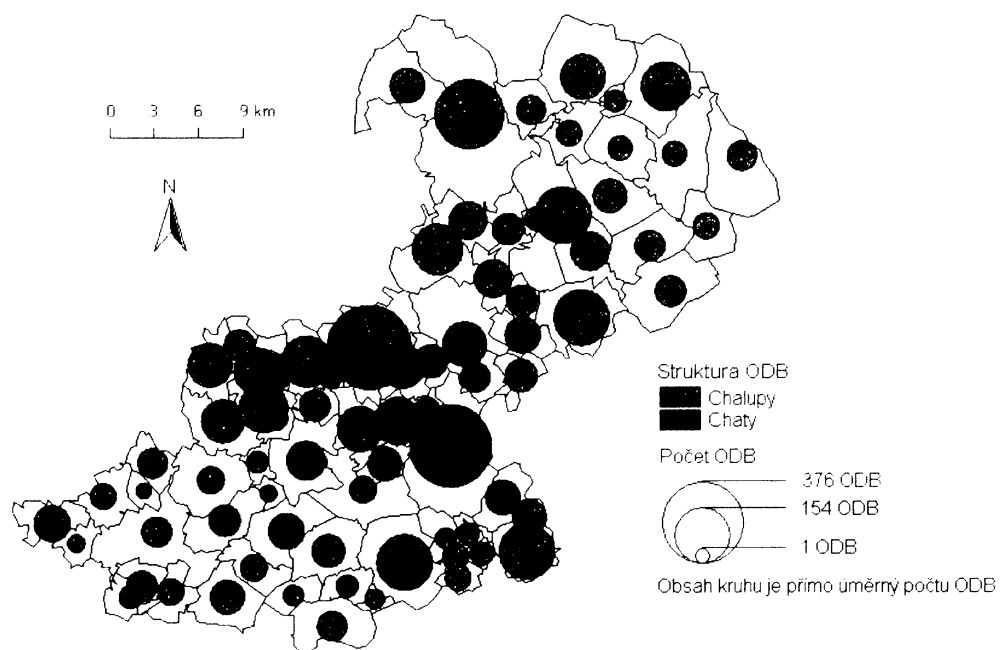 0 3 6 9 km
N
Struktura ODB
Chalupy
Chaty
Počet ODB
376 ODB
154 ODB
1 ODB
Obsah kruhu je přímo úměrný počtu ODB